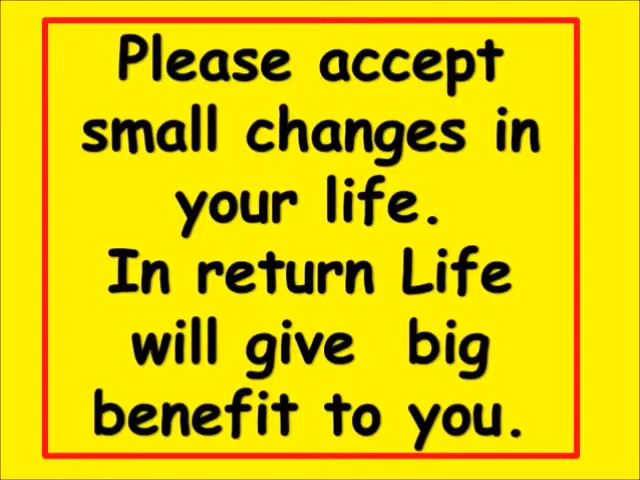 Please accept
small changes in
your life.
In return Life
will give  big
benefit to you.